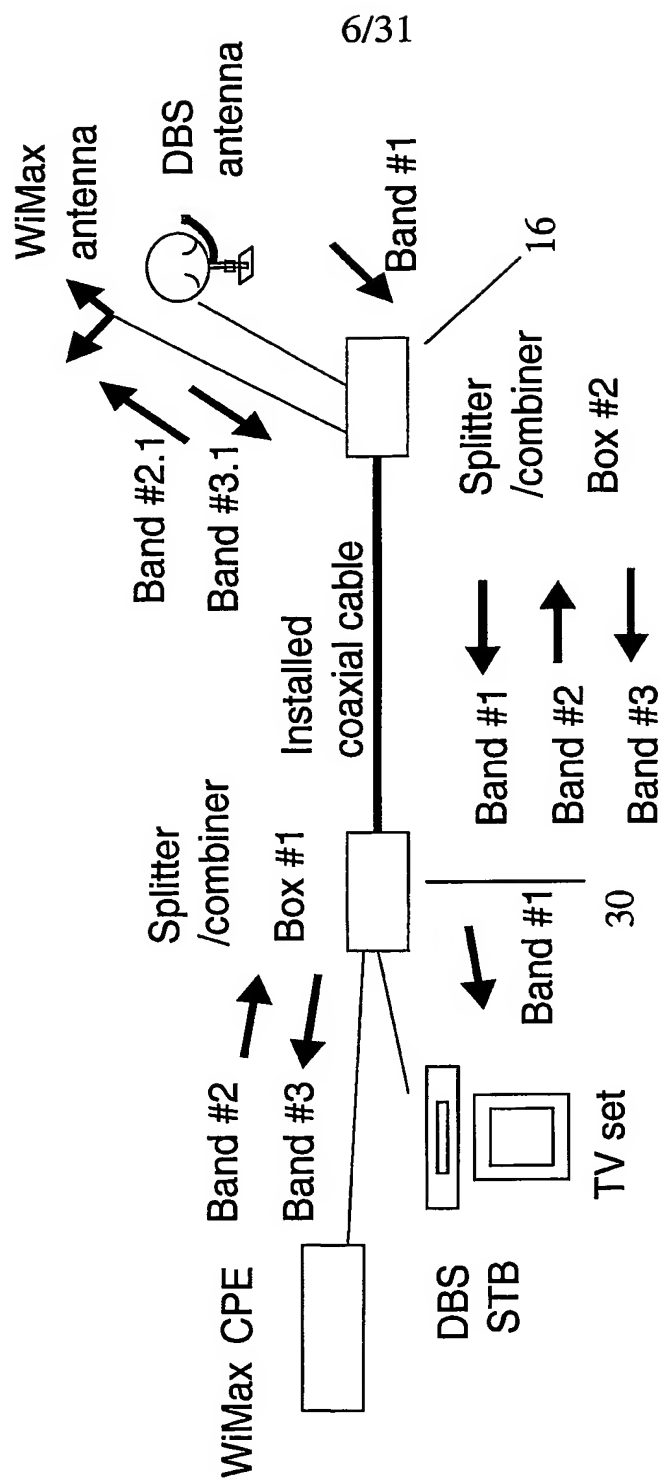 6/31
WiMax
antenna
DBS
antenna
Band #2.1
Band #3.1
Band #1
16
Splitter
/combiner
Box #1
Installed
coaxial cable
Splitter
/combiner
Box #2
Band #2
Band #3
WiMax CPE
Band #1
Band #2
Band #3
Band #1
30
DBS
STB
TV set